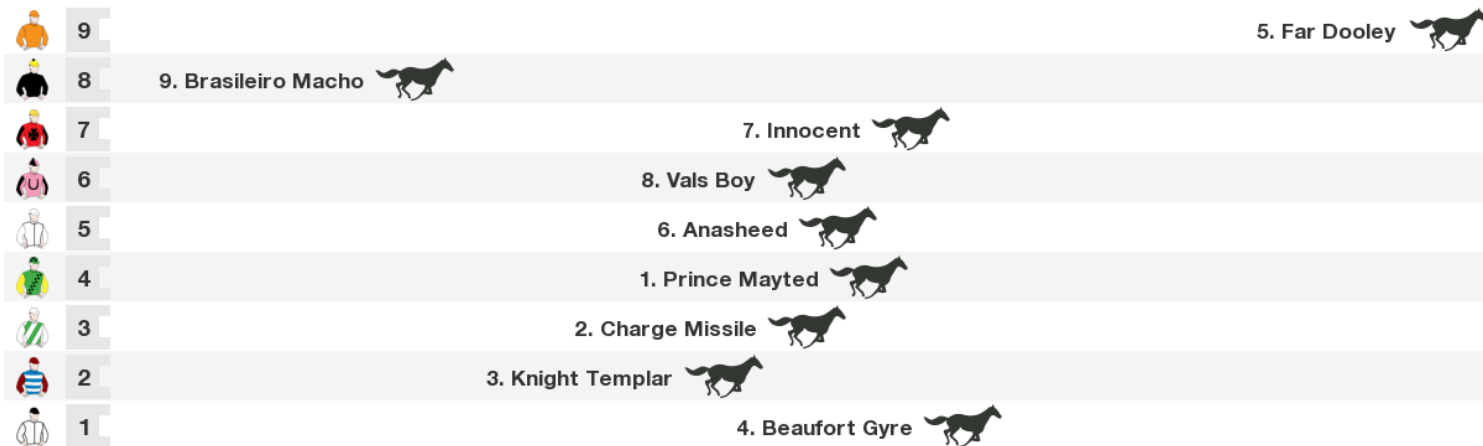 9 5. Far Dooley
8 9. Brasileiro Macho
7 7. Innocent
6 8. Vals Boy
5 6. Anasheed
4 1. Prince Mayted
3 2. Charge Missile
2 3. Knight Templar
1 4. Beaufort Gyre